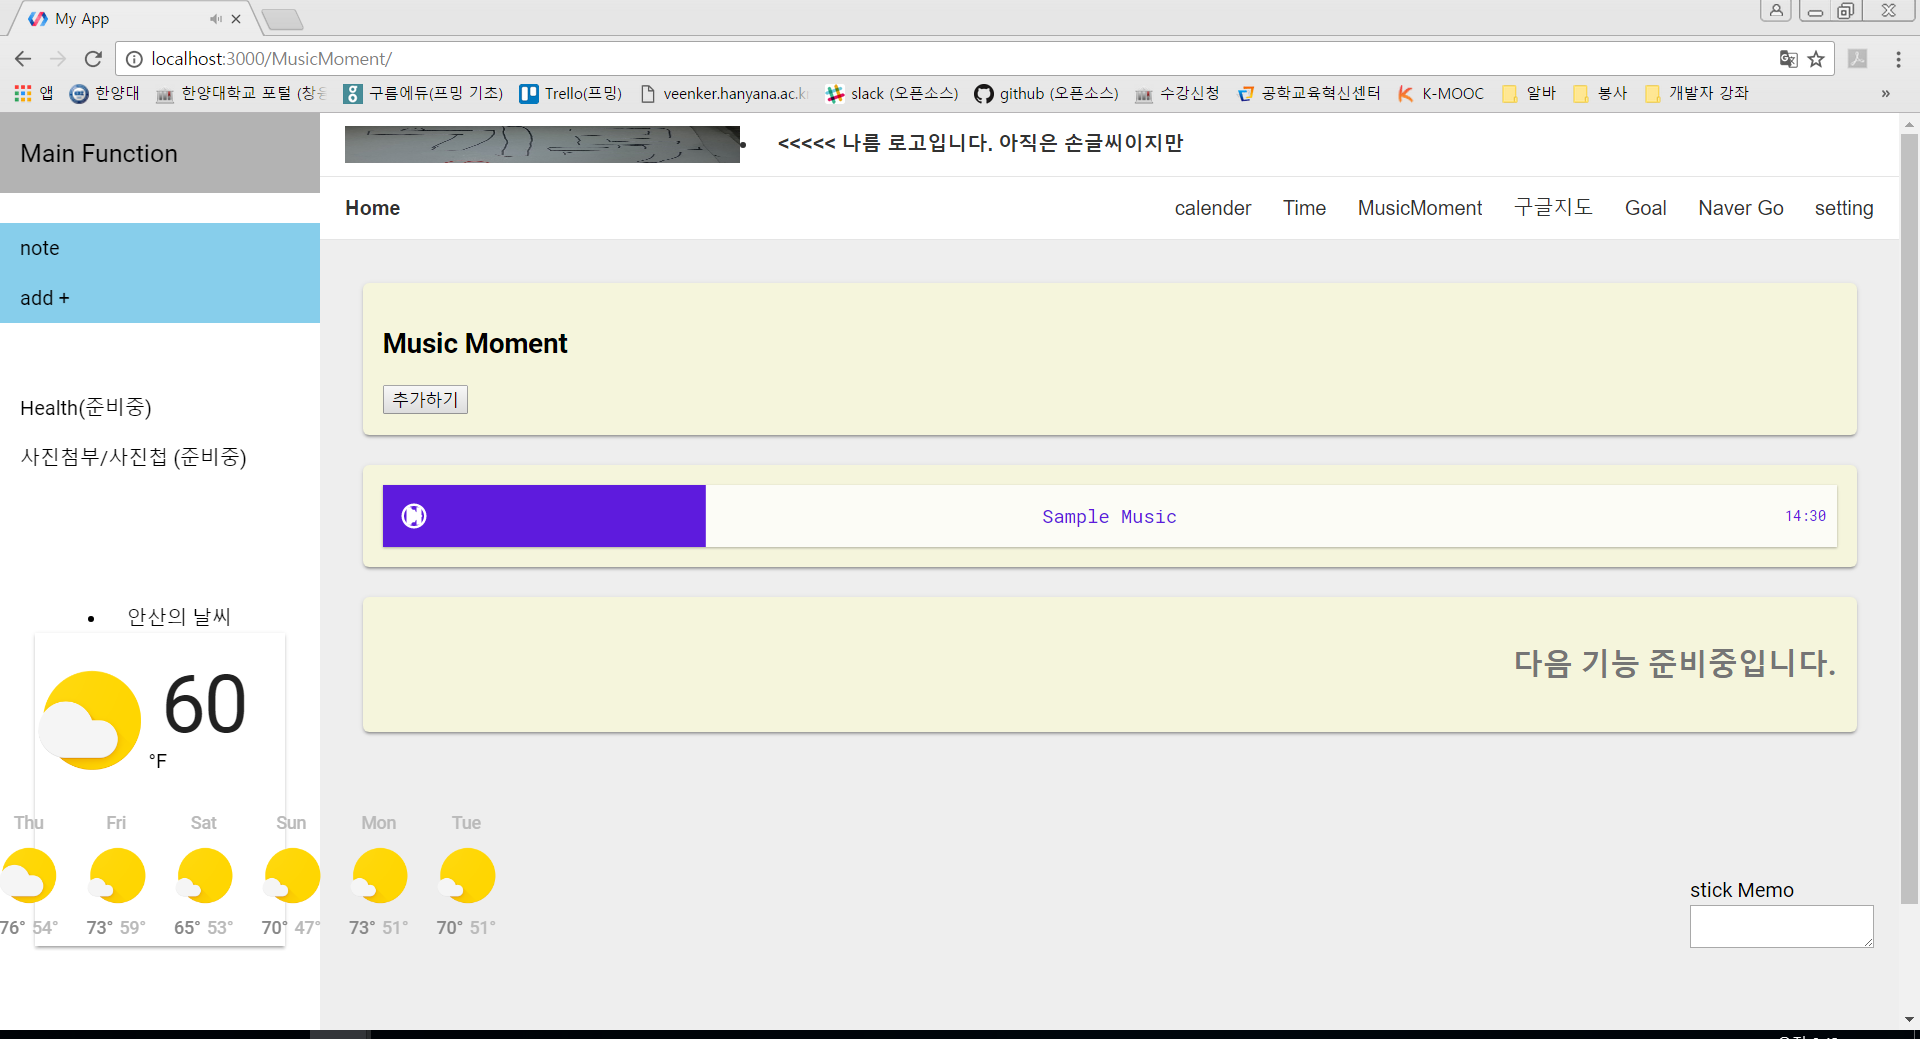 My App
localhost:3000/MusicMoment/
앱 한양대 한양대학교 포털 (창의 구름에듀(프밍 기초) Trello(프밍) veenker.hanyana.ac.k slack (오픈소스) github (오픈소스) 수강신청 공학교육혁신센터 K-MOOC 알바 봉사 개발자 강좌 »
Main Function
<<<<< 나름 로고입니다. 아직은 손글씨이지만
Home calender Time MusicMoment 구글지도 Goal Naver Go setting
note
add +
Music Moment
추가하기
Health(준비중)
사진첨부/사진첩 (준비중)
Sample Music 14:30
안산의 날씨
다음 기능 준비중입니다.
60
°F
Thu Fri Sat Sun Mon Tue
76° 54° 73° 59° 65° 53° 70° 47° 73° 51° 70° 51°
stick Memo